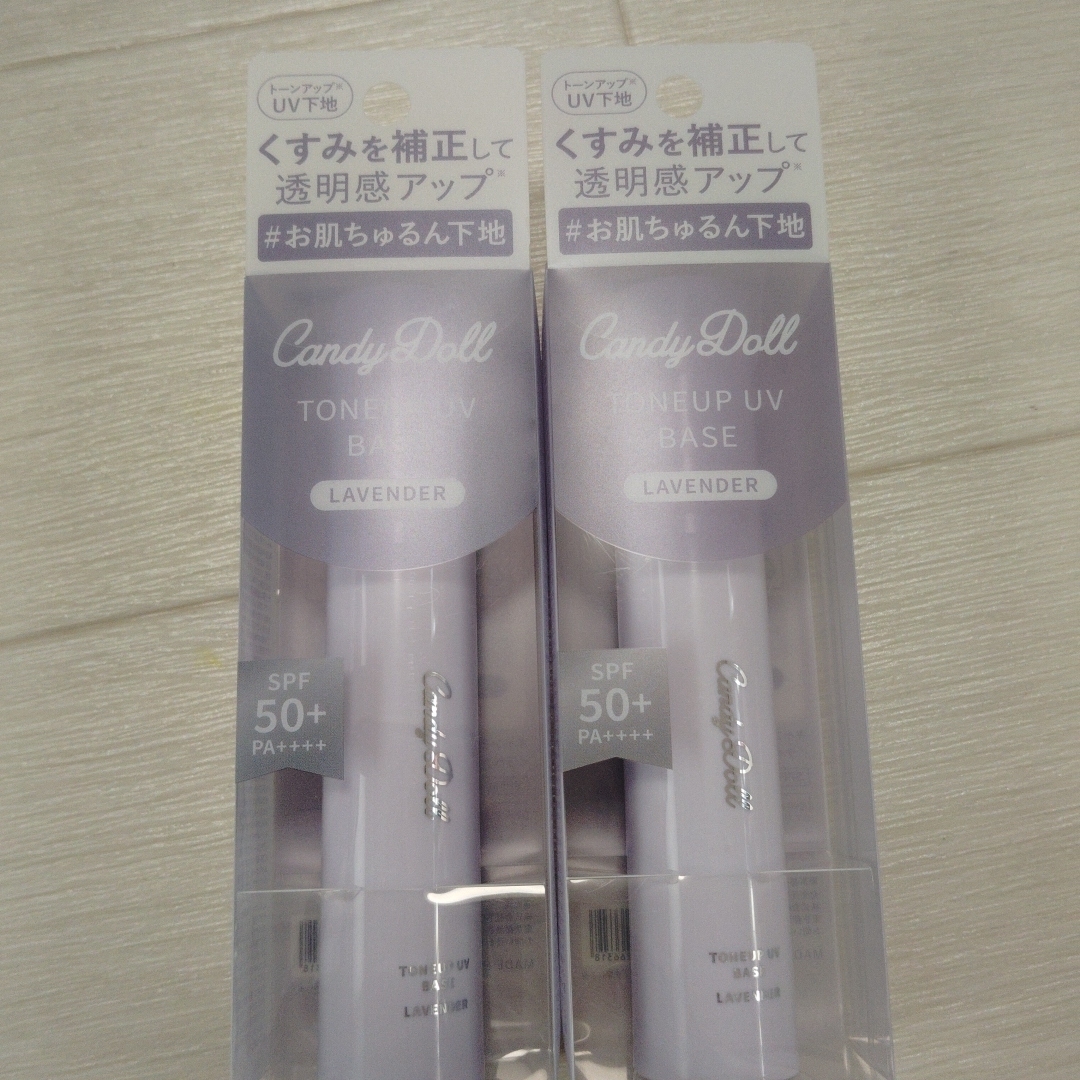 トーンアップ※
UV下地
くすみを補正して
透明感アップ※
#お肌ちゅるん下地
Candy Doll
TONEUP UV
BASE
LAVENDER
SPF
50+
PA++++
Candy Doll
TONEUP UV
BASE
LAVENDER
トーンアップ※
UV下地
くすみを補正して
透明感アップ※
#お肌ちゅるん下地
Candy Doll
TONEUP UV
BASE
LAVENDER
SPF
50+
PA++++
Candy Doll
TONEUP UV
BASE
LAVENDER